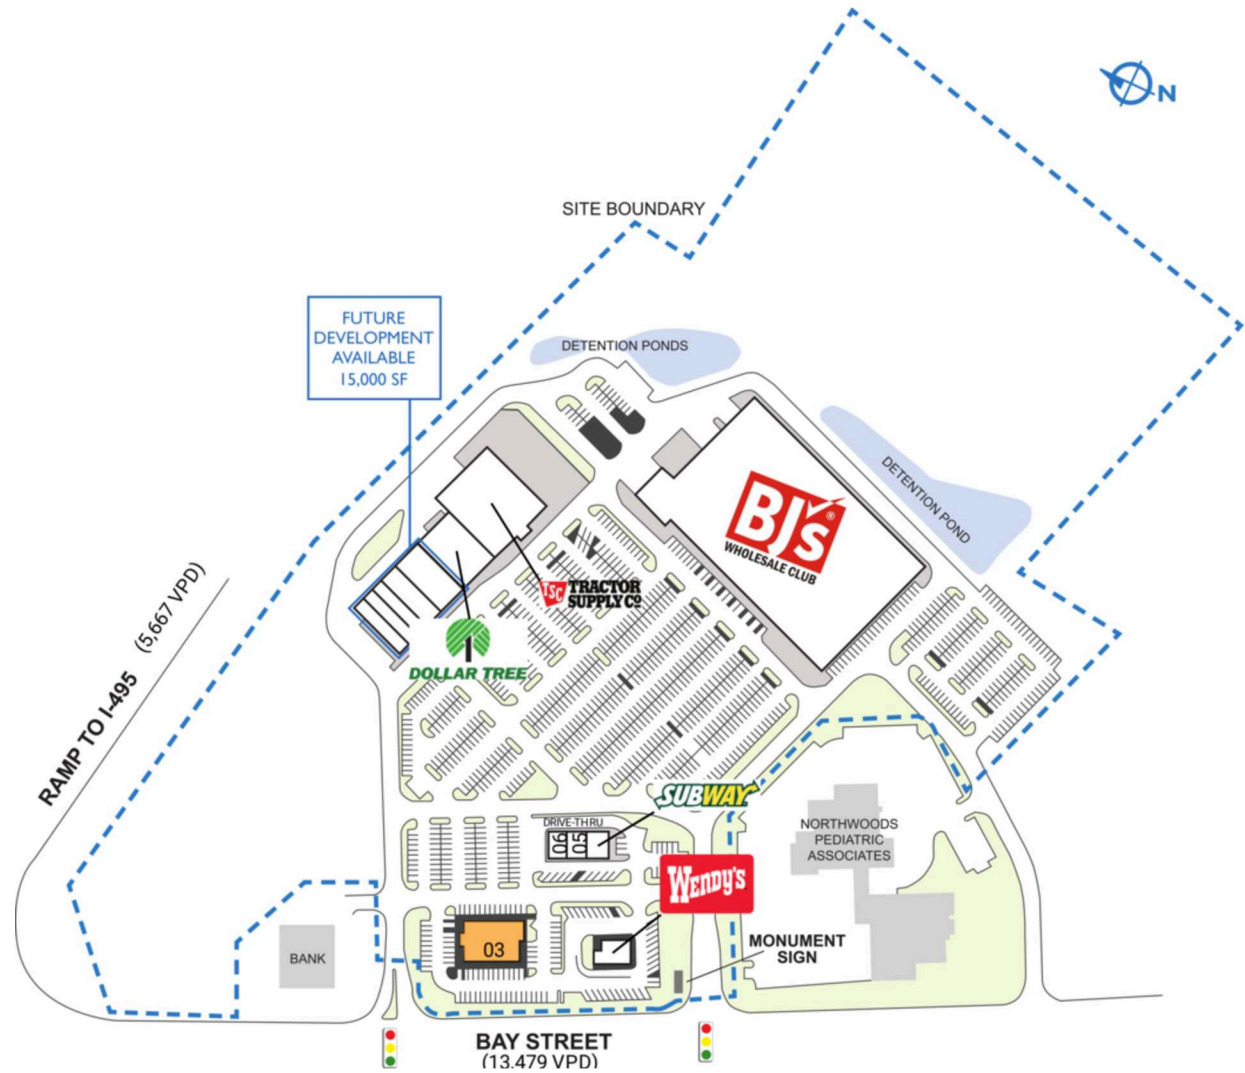 N
SITE BOUNDARY
FUTURE
DEVELOPMENT
AVAILABLE
15,000 SF
DETENTION PONDS
BJ's
®
WHOLESALE CLUB
DETENTION POND
TSC TRACTOR
SUPPLY CO
DOLLAR TREE
RAMP TO I-495 (5,667 VPD)
SUBWAY
DRIVE-THRU
06
05
NORTHWOODS
PEDIATRIC
ASSOCIATES
WENDY'S
03
BANK
MONUMENT
SIGN
BAY STREET
(13,479 VPD)